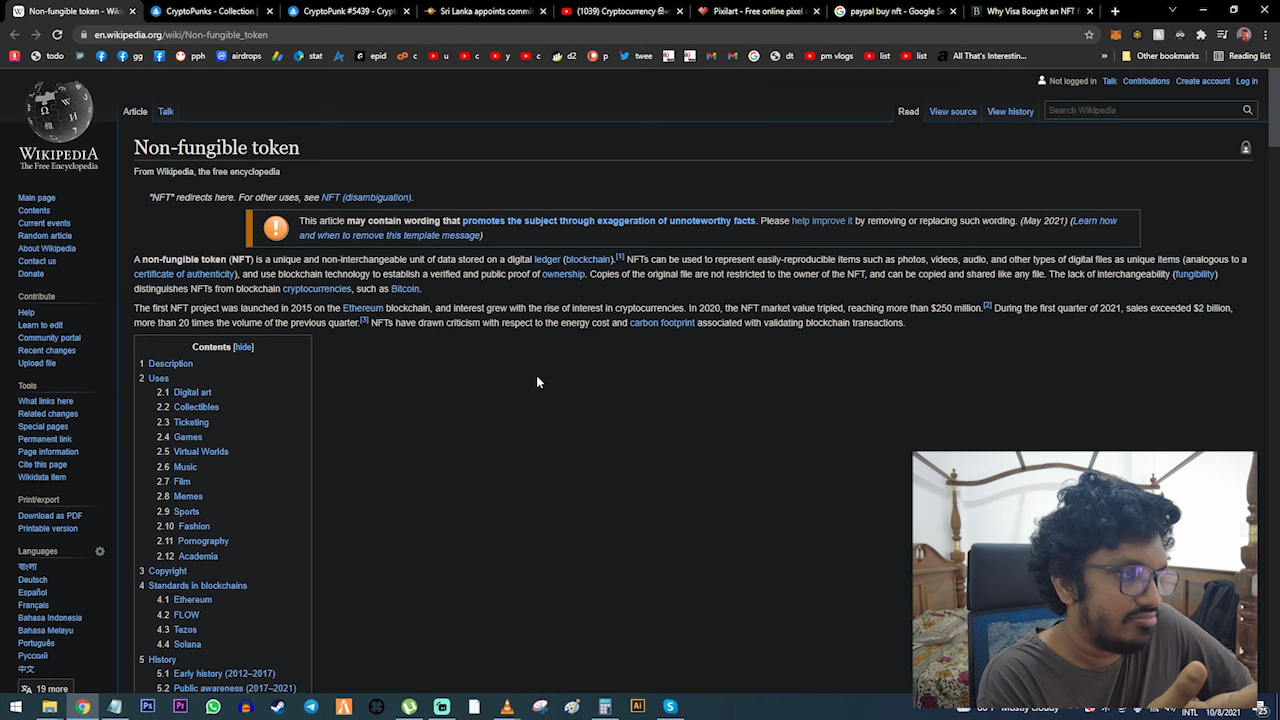 Non-fungible token - Wiki
CryptoPunks - Collection
CryptoPunk #5439 - Crypto
Sri Lanka appoints commit
(1039) Cryptocurrency
Pixilart - Free online pixel a
paypal buy nft - Google S
Why Visa Bought an NFT
en.wikipedia.org/wiki/Non-fungible_token
todo
gg
pph
airdrops
stat
epid
c
u
c
y
c
d2
p
twee
dt
pm vlogs
list
list
All That's Interestin...
Other bookmarks
Reading list
Not logged in Talk Contributions Create account Log in
Article Talk
Read View source View history Search Wikipedia
WIKIPEDIA
The Free Encyclopedia
Main page
Contents
Current events
Random article
About Wikipedia
Contact us
Donate
Contribute
Help
Learn to edit
Community portal
Recent changes
Upload file
Tools
What links here
Related changes
Special pages
Permanent link
Page information
Cite this page
Wikidata item
Print/export
Download as PDF
Printable version
Languages
বাংলা
Deutsch
Español
Français
Bahasa Indonesia
Bahasa Melayu
Português
Русский
中文
19 more
Non-fungible token
From Wikipedia, the free encyclopedia
"NFT" redirects here. For other uses, see NFT (disambiguation).
This article may contain wording that promotes the subject through exaggeration of unnoteworthy facts. Please help improve it by removing or replacing such wording. (May 2021) (Learn how
and when to remove this template message)
A non-fungible token (NFT) is a unique and non-interchangeable unit of data stored on a digital ledger (blockchain).[1] NFTs can be used to represent easily-reproducible items such as photos, videos, audio, and other types of digital files as unique items (analogous to a
certificate of authenticity), and use blockchain technology to establish a verified and public proof of ownership. Copies of the original file are not restricted to the owner of the NFT, and can be copied and shared like any file. The lack of interchangeability (fungibility)
distinguishes NFTs from blockchain cryptocurrencies, such as Bitcoin.
The first NFT project was launched in 2015 on the Ethereum blockchain, and interest grew with the rise of interest in cryptocurrencies. In 2020, the NFT market value tripled, reaching more than $250 million.[2] During the first quarter of 2021, sales exceeded $2 billion,
more than 20 times the volume of the previous quarter.[3] NFTs have drawn criticism with respect to the energy cost and carbon footprint associated with validating blockchain transactions.
Contents [hide]
1 Description
2 Uses
2.1 Digital art
2.2 Collectibles
2.3 Ticketing
2.4 Games
2.5 Virtual Worlds
2.6 Music
2.7 Film
2.8 Memes
2.9 Sports
2.10 Fashion
2.11 Pornography
2.12 Academia
3 Copyright
4 Standards in blockchains
4.1 Ethereum
4.2 FLOW
4.3 Tezos
4.4 Solana
5 History
5.1 Early history (2012–2017)
5.2 Public awareness (2017–2021)
Mostly cloudy
INTL 10/8/2021